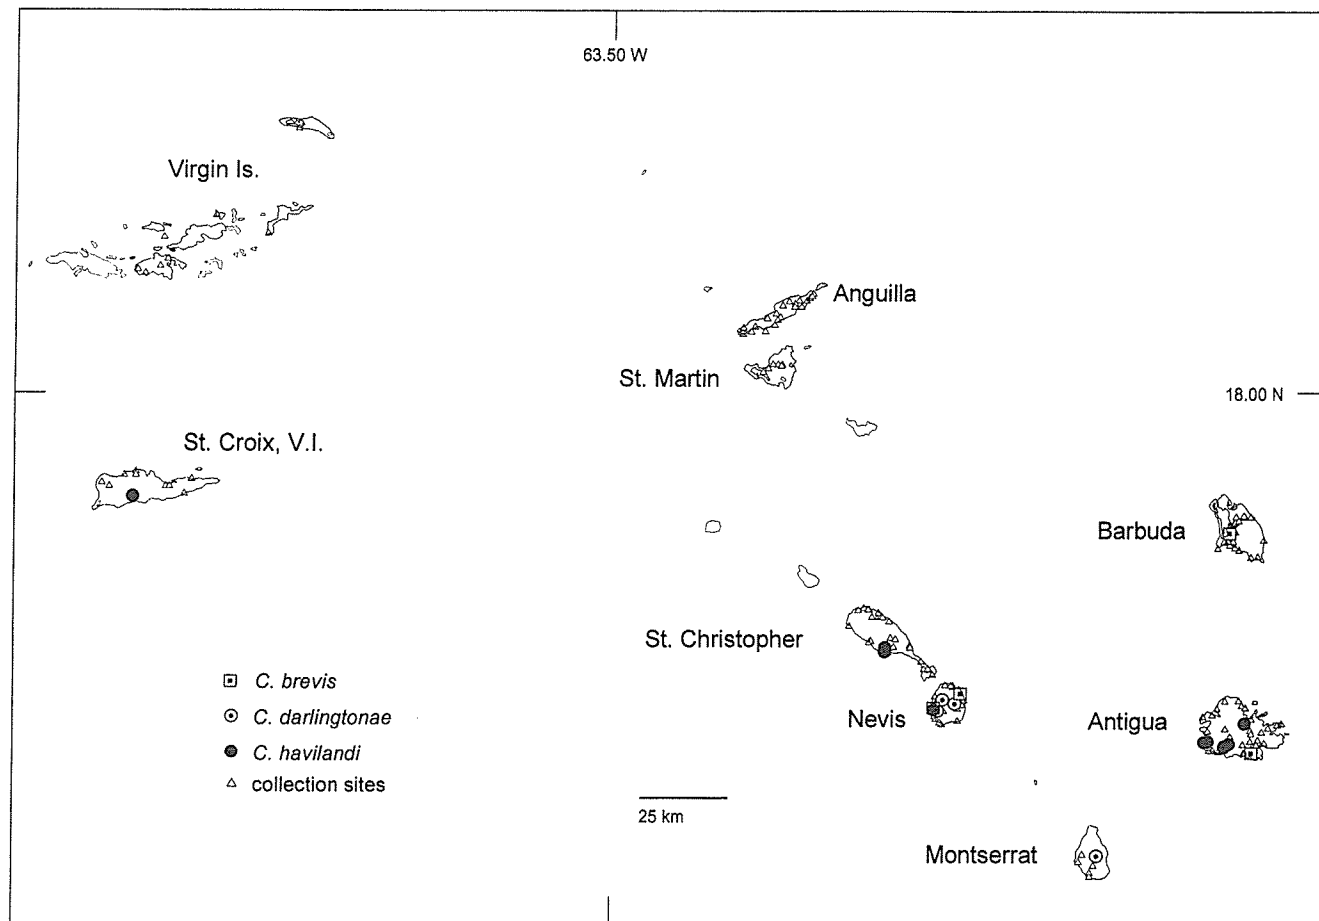 63.50 W
Virgin Is.
Anguilla
St. Martin
18.00 N
St. Croix, V.I.
Barbuda
St. Christopher
C. brevis
C. darlingtonae
Nevis
Antigua
C. havilandi
collection sites
25 km
Montserrat